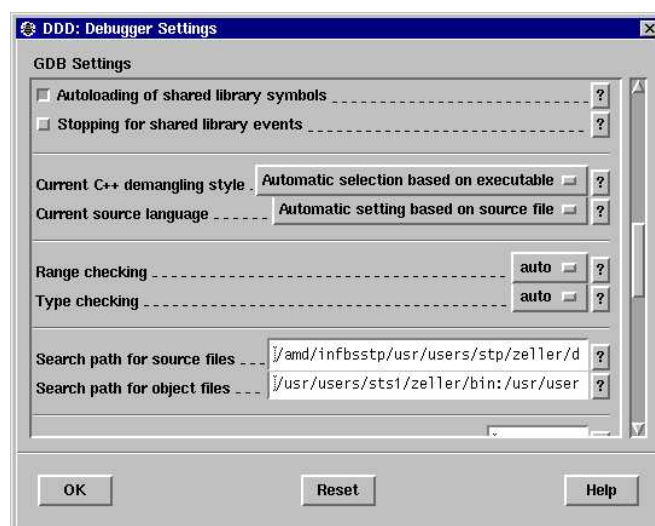 DDD: Debugger Settings
GDB Settings
Autoloading of shared library symbols ?
Stopping for shared library events ?
Current C++ demangling style Automatic selection based on executable ?
Current source language Automatic setting based on source file ?
Range checking auto ?
Type checking auto ?
Search path for source files /amd/infbsstp/usr/users/stp/zeller/d ?
Search path for object files /usr/users/sts1/zeller/bin:/usr/user ?
OK Reset Help